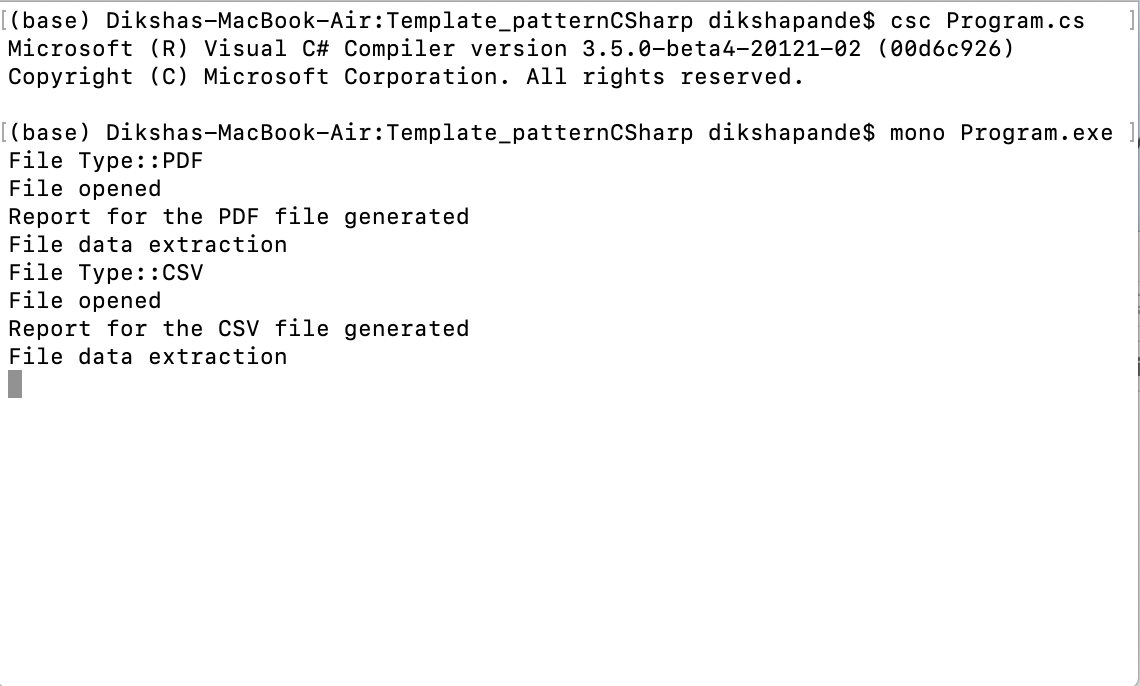 [(base) Dikshas-MacBook-Air:Template_patternCSharp dikshapande$ csc Program.cs ]
Microsoft (R) Visual C# Compiler version 3.5.0-beta4-20121-02 (00d6c926)
Copyright (C) Microsoft Corporation. All rights reserved.
[(base) Dikshas-MacBook-Air:Template_patternCSharp dikshapande$ mono Program.exe ]
File Type::PDF
File opened
Report for the PDF file generated
File data extraction
File Type::CSV
File opened
Report for the CSV file generated
File data extraction